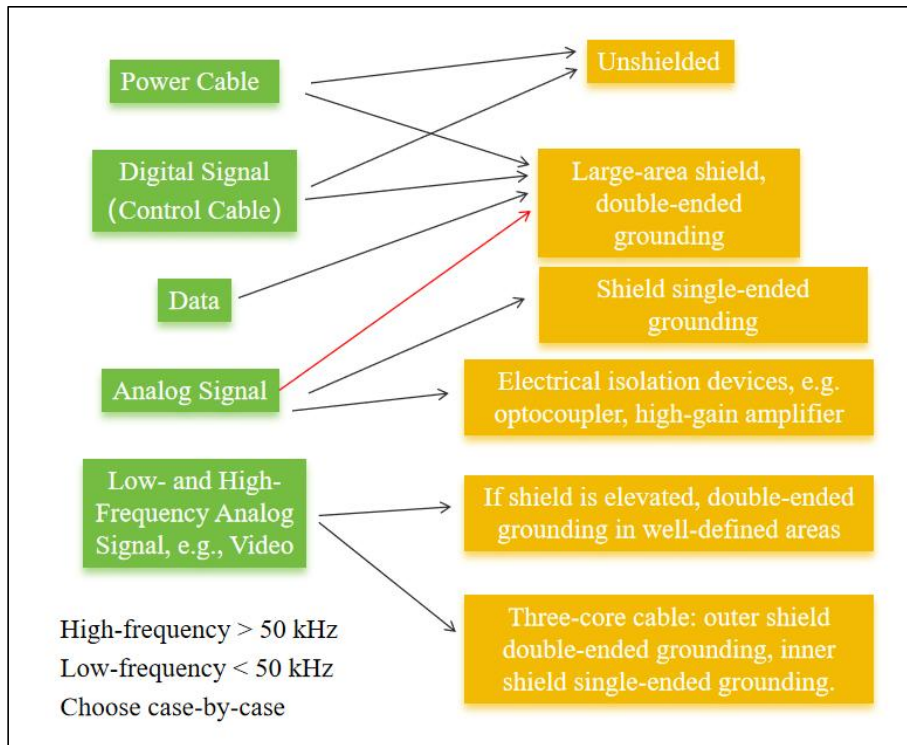 Power Cable
Unshielded
Digital Signal
(Control Cable)
Large-area shield,
double-ended
grounding
Data
Shield single-ended
grounding
Analog Signal
Electrical isolation devices, e.g.
optocoupler, high-gain amplifier
Low- and High-
Frequency Analog
Signal, e.g., Video
If shield is elevated, double-ended
grounding in well-defined areas
Three-core cable: outer shield
double-ended grounding, inner
shield single-ended grounding.
High-frequency > 50 kHz
Low-frequency < 50 kHz
Choose case-by-case